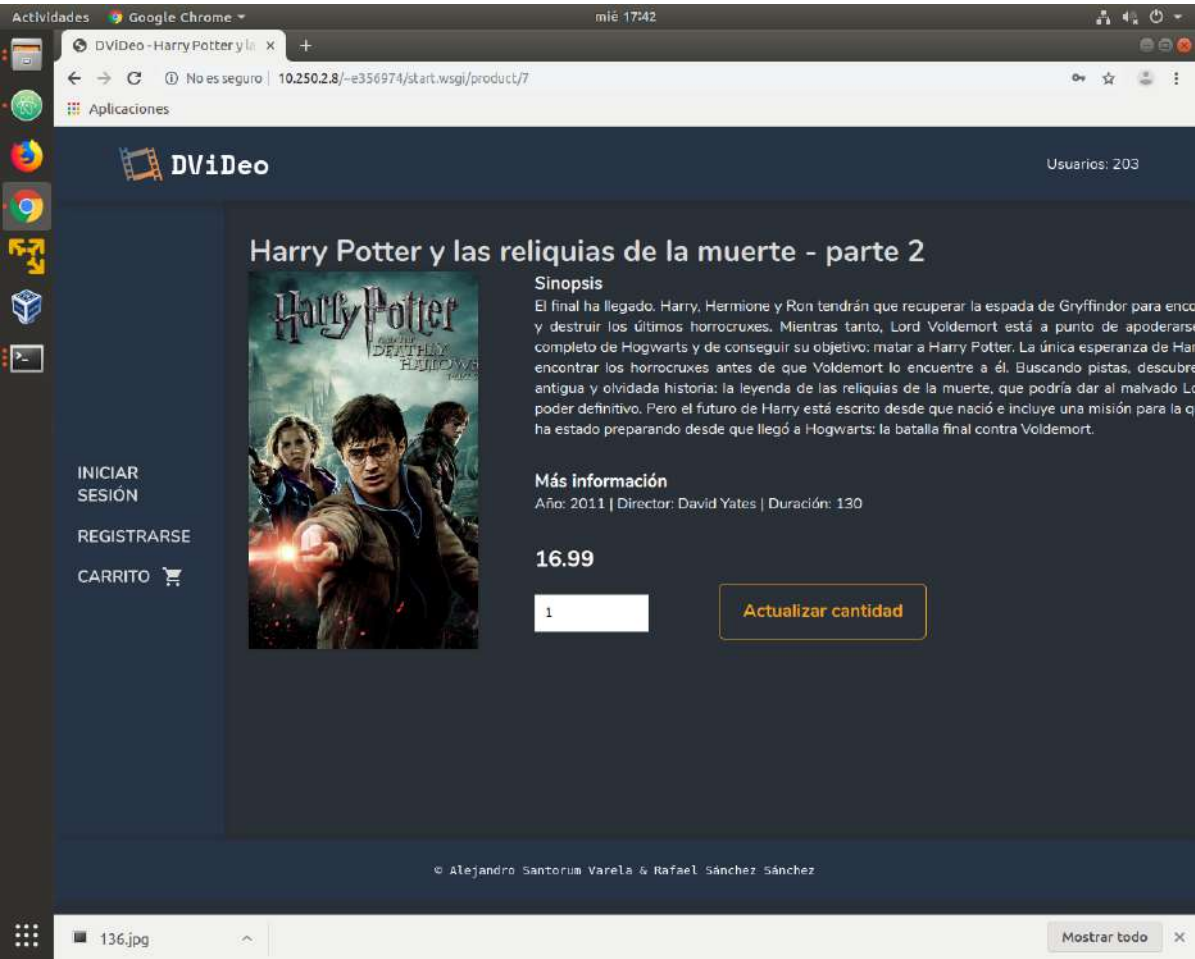 Actividades Google Chrome mié 17:42
DViDeo - Harry Potter y la
No es seguro | 10.250.2.8/~e356974/start.wsgi/product/7
Aplicaciones
DViDeo
Usuarios: 203
INICIAR
SESIÓN
REGISTRARSE
CARRITO
Harry Potter y las reliquias de la muerte - parte 2
Harry Potter
AND THE
DEATHLY
HALLOWS
Sinopsis
El final ha llegado. Harry, Hermione y Ron tendrán que recuperar la espada de Gryffindor para enco
y destruir los últimos horrocruxes. Mientras tanto, Lord Voldemort está a punto de apoderarse
completo de Hogwarts y de conseguir su objetivo: matar a Harry Potter. La única esperanza de Har
encontrar los horrocruxes antes de que Voldemort lo encuentre a él. Buscando pistas, descubre
antigua y olvidada historia: la leyenda de las reliquias de la muerte, que podría dar al malvado Lo
poder definitivo. Pero el futuro de Harry está escrito desde que nació e incluye una misión para la q
ha estado preparando desde que llegó a Hogwarts: la batalla final contra Voldemort.
Más información
Año: 2011 | Director: David Yates | Duración: 130
16.99
1
Actualizar cantidad
© Alejandro Santorum Varela & Rafael Sánchez Sánchez
136.jpg
Mostrar todo